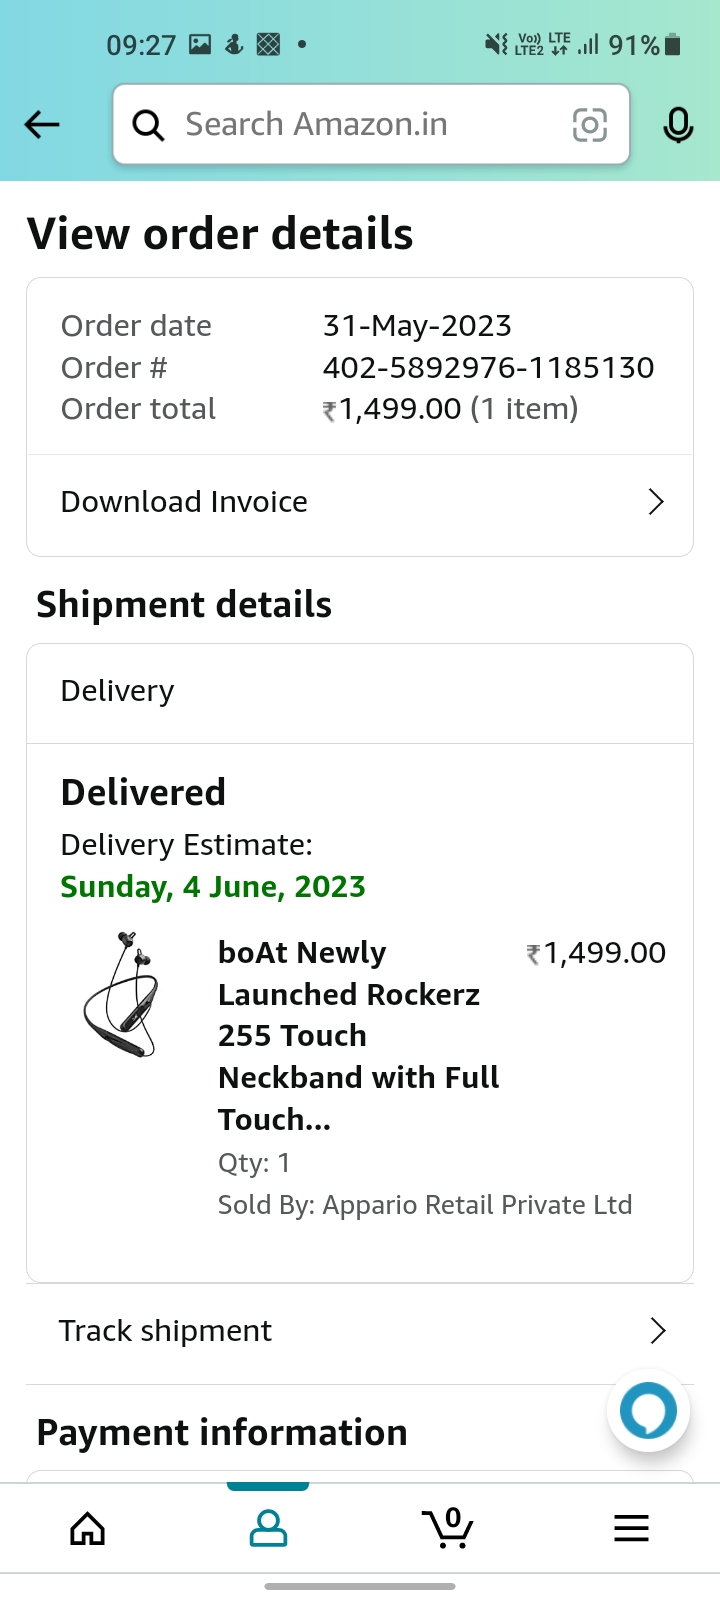 09:27
Vo)) LTE
LTE2
91%
Search Amazon.in
View order details
Order date 31-May-2023
Order # 402-5892976-1185130
Order total ₹1,499.00 (1 item)
Download Invoice
Shipment details
Delivery
Delivered
Delivery Estimate:
Sunday, 4 June, 2023
boAt Newly ₹1,499.00
Launched Rockerz
255 Touch
Neckband with Full
Touch...
Qty: 1
Sold By: Appario Retail Private Ltd
Track shipment
Payment information
0